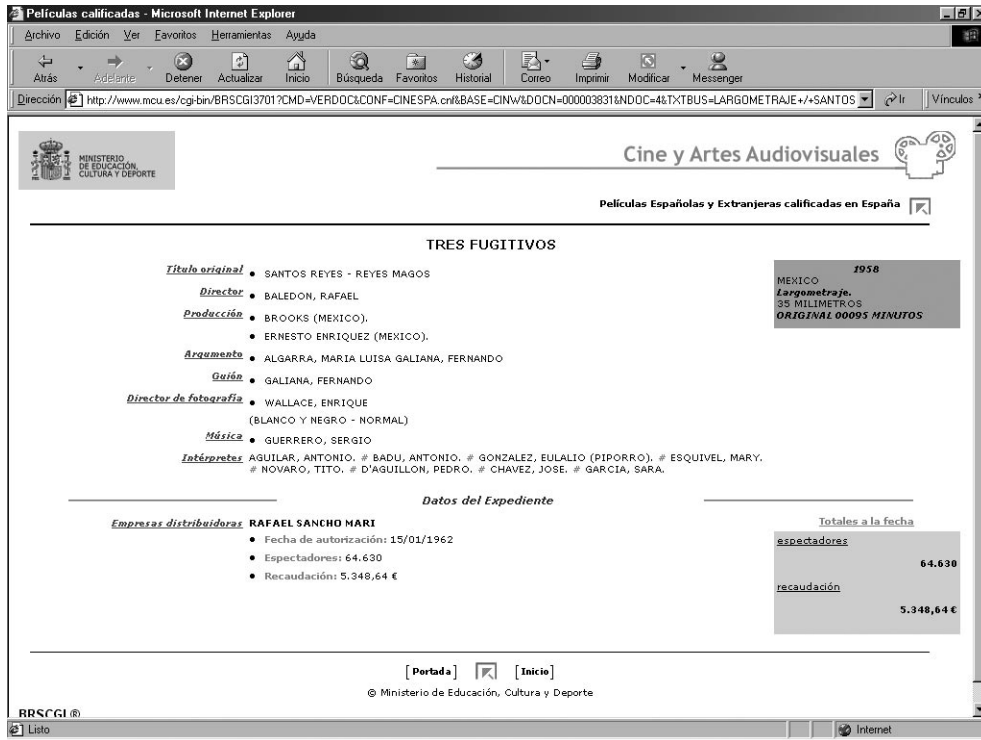 Películas calificadas - Microsoft Internet Explorer
Archivo Edición Ver Favoritos Herramientas Ayuda
Atrás Adelante Detener Actualizar Inicio Búsqueda Favoritos Historial Correo Imprimir Modificar Messenger
Dirección http://www.mcu.es/cgi-bin/BRSCGI3701?CMD=VERDOC&CONF=CINESPA.cnf&BASE=CINW&DOCN=000003831&NDOC=4&TXTBUS=LARGOMETRAJE+/+SANTOS Ir Vínculos
MINISTERIO
DE EDUCACIÓN,
CULTURA Y DEPORTE
Cine y Artes Audiovisuales
Películas Españolas y Extranjeras calificadas en España
TRES FUGITIVOS
Título original • SANTOS REYES - REYES MAGOS
Director • BALEDON, RAFAEL
Producción • BROOKS (MEXICO).
• ERNESTO ENRIQUEZ (MEXICO).
Argumento • ALGARRA, MARIA LUISA GALIANA, FERNANDO
Guión • GALIANA, FERNANDO
Director de fotografía • WALLACE, ENRIQUE
(BLANCO Y NEGRO - NORMAL)
Música • GUERRERO, SERGIO
Intérpretes AGUILAR, ANTONIO. # BADU, ANTONIO. # GONZALEZ, EULALIO (PIPORRO). # ESQUIVEL, MARY.
# NOVARO, TITO. # D'AGUILLON, PEDRO. # CHAVEZ, JOSE. # GARCIA, SARA.
1958
MEXICO
Largometraje.
35 MILIMETROS
ORIGINAL 00095 MINUTOS
Datos del Expediente
Empresas distribuidoras RAFAEL SANCHO MARI
• Fecha de autorización: 15/01/1962
• Espectadores: 64.630
• Recaudación: 5.348,64 €
Totales a la fecha
espectadores
64.630
recaudación
5.348,64 €
[Portada] [Inicio]
© Ministerio de Educación, Cultura y Deporte
BRSCGI ®
Listo Internet